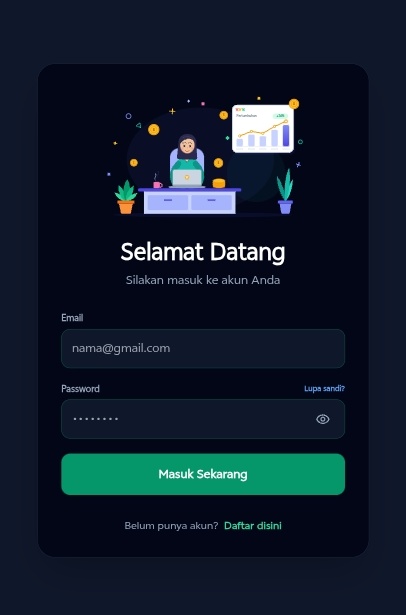 Selamat Datang
Silakan masuk ke akun Anda
Email
nama@gmail.com
Password
Lupa sandi?
••••••••
Masuk Sekarang
Belum punya akun? Daftar disini